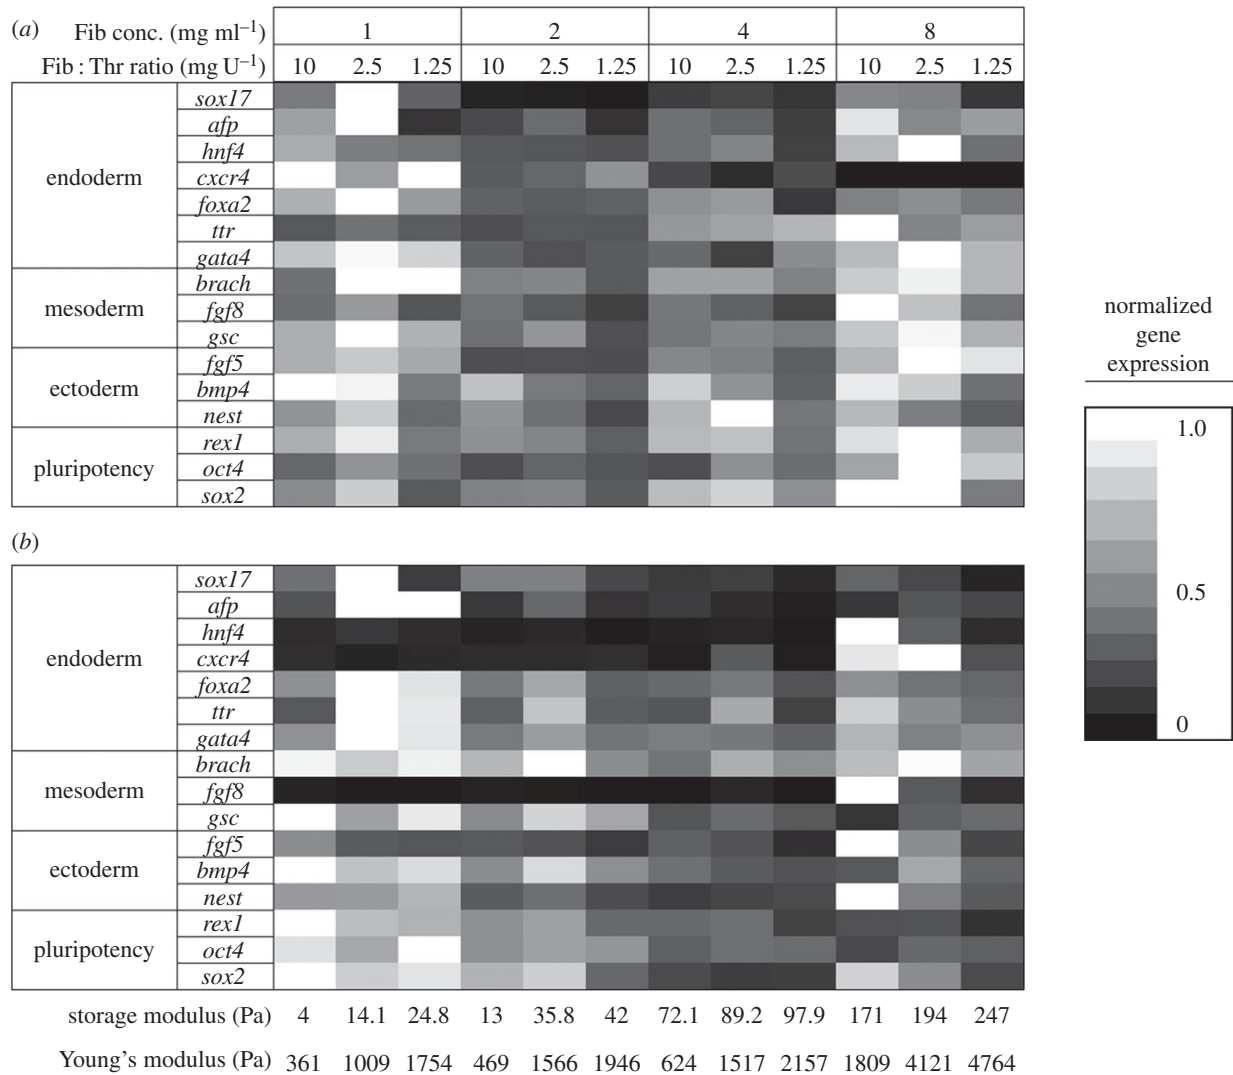 (a) Fib conc. (mg ml–1) 1 2 4 8
Fib : Thr ratio (mg U–1) 10 2.5 1.25 10 2.5 1.25 10 2.5 1.25 10 2.5 1.25
endoderm
sox17
afp
hnf4
cxcr4
foxa2
ttr
gata4
mesoderm
brach
fgf8
gsc
ectoderm
fgf5
bmp4
nest
pluripotency
rex1
oct4
sox2
normalized
gene
expression
1.0
0.5
0
(b)
endoderm
sox17
afp
hnf4
cxcr4
foxa2
ttr
gata4
mesoderm
brach
fgf8
gsc
ectoderm
fgf5
bmp4
nest
pluripotency
rex1
oct4
sox2
storage modulus (Pa) 4 14.1 24.8 13 35.8 42 72.1 89.2 97.9 171 194 247
Young's modulus (Pa) 361 1009 1754 469 1566 1946 624 1517 2157 1809 4121 4764